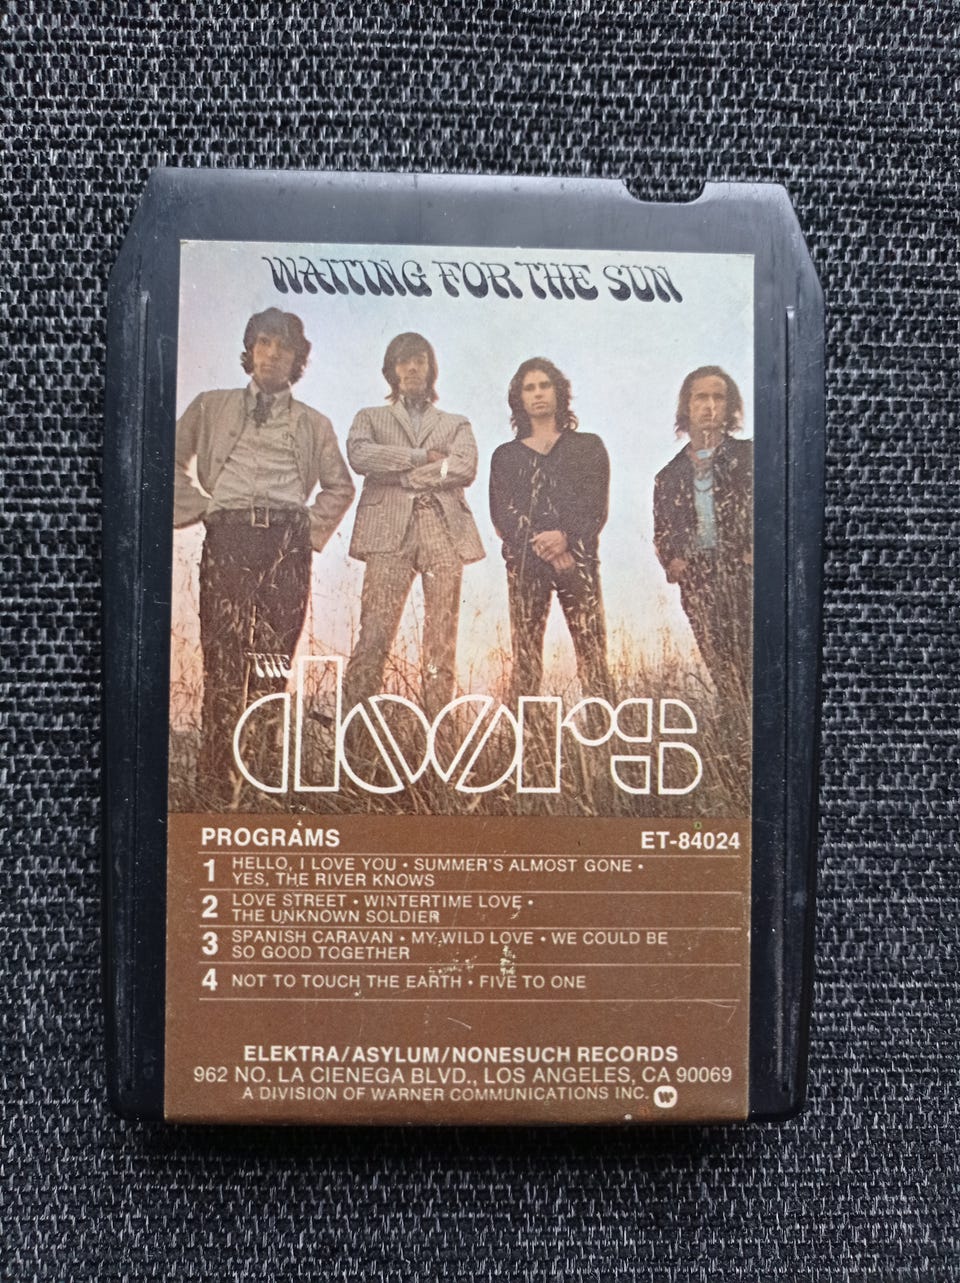 WAITING FOR THE SUN
THE
doors
PROGRAMS ET-84024
1 HELLO, I LOVE YOU • SUMMER'S ALMOST GONE •
YES, THE RIVER KNOWS
2 LOVE STREET • WINTERTIME LOVE •
THE UNKNOWN SOLDIER
3 SPANISH CARAVAN • MY WILD LOVE • WE COULD BE
SO GOOD TOGETHER
4 NOT TO TOUCH THE EARTH • FIVE TO ONE
ELEKTRA/ASYLUM/NONESUCH RECORDS
962 NO. LA CIENEGA BLVD., LOS ANGELES, CA 90069
A DIVISION OF WARNER COMMUNICATIONS INC.